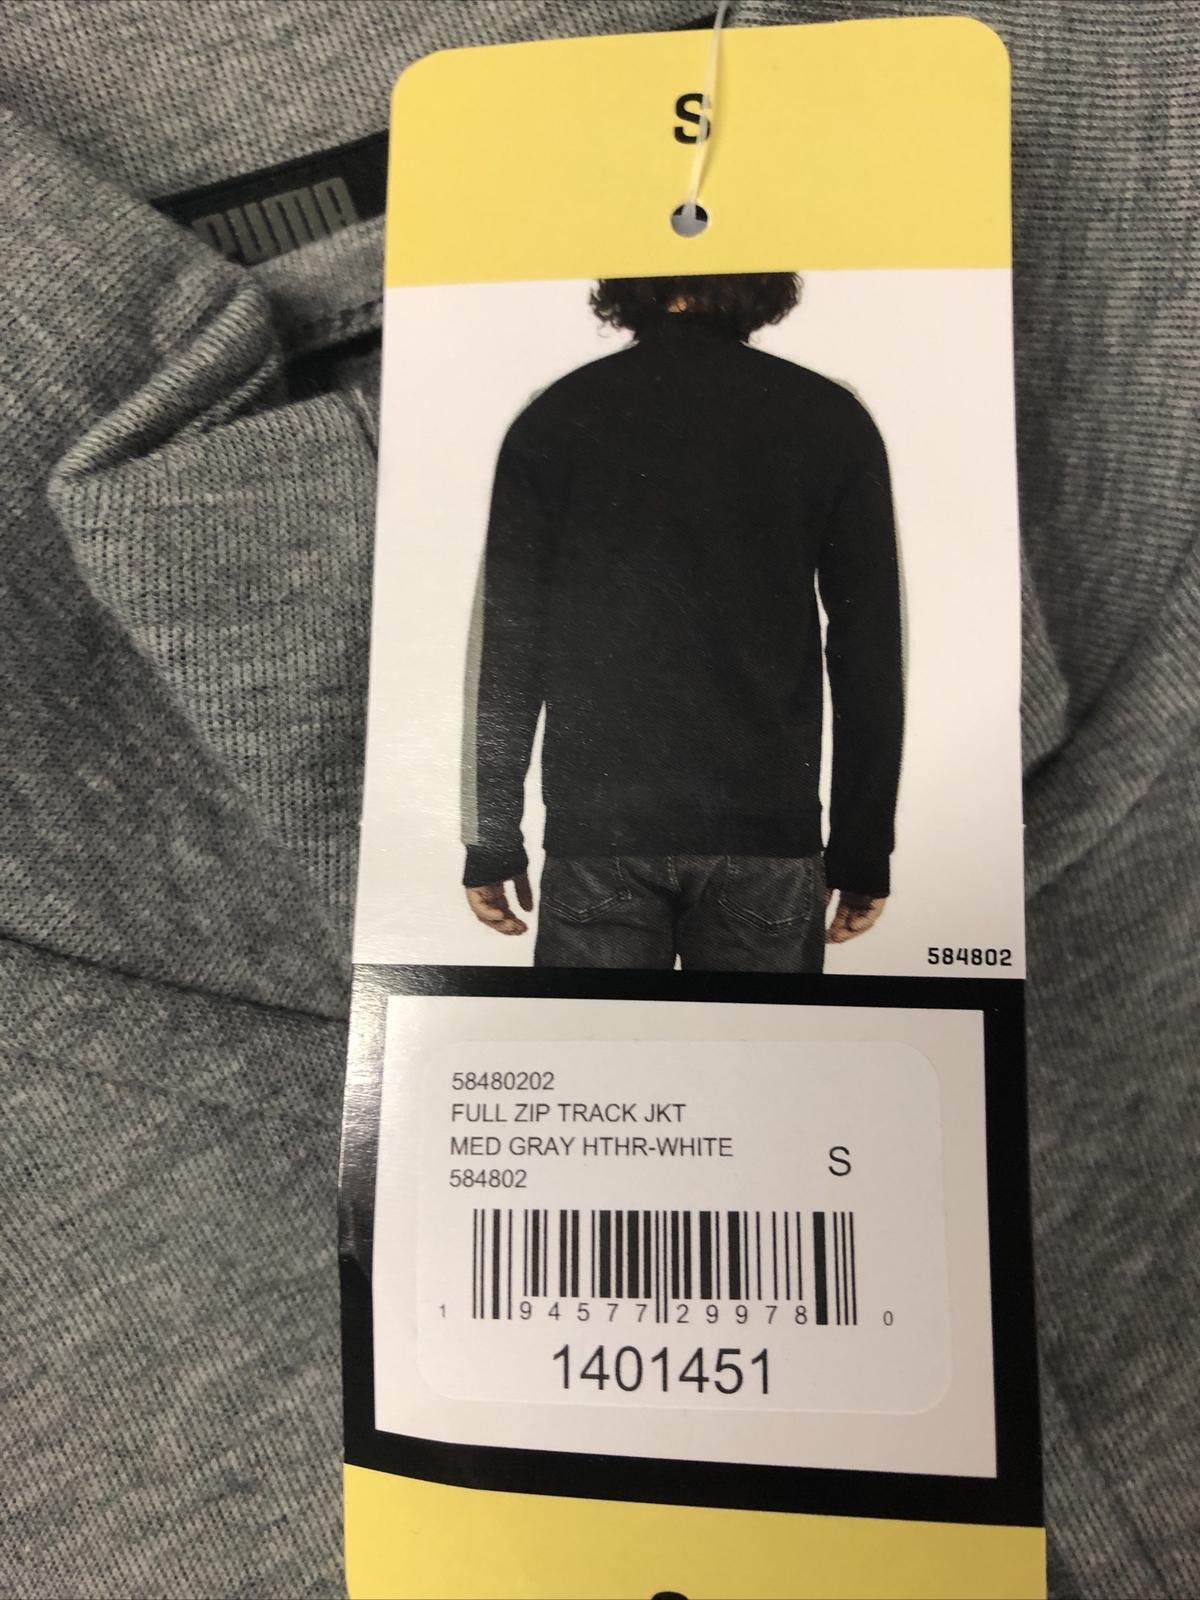 S
PUMA
584802
58480202
FULL ZIP TRACK JKT
MED GRAY HTHR-WHITE
S
584802
1 94577 29978 0
1401451